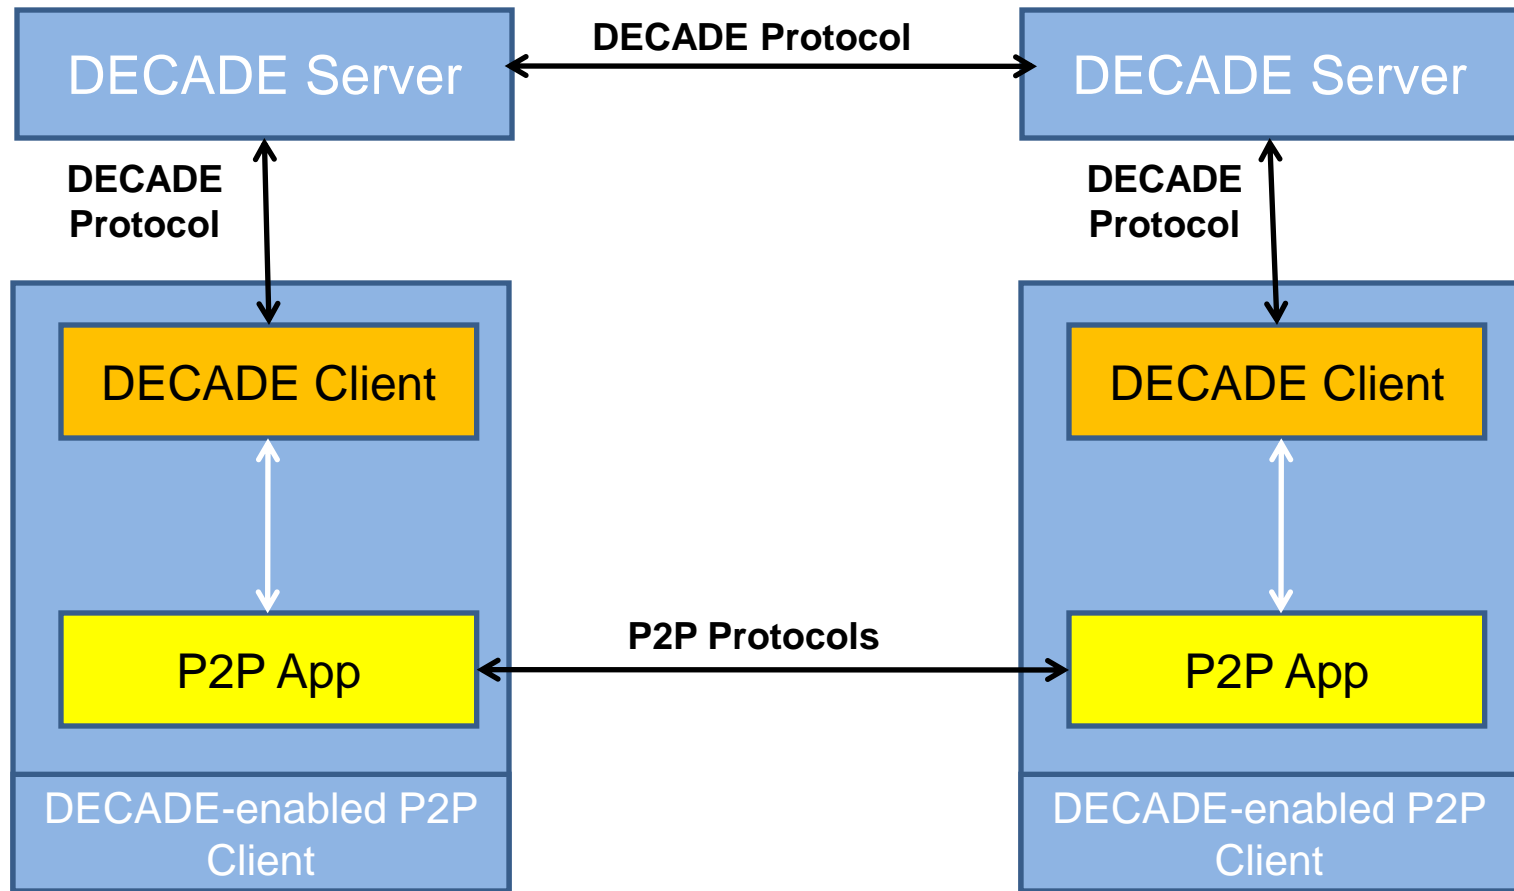 DECADE Protocol
DECADE Server
DECADE Server
DECADE
Protocol
DECADE
Protocol
DECADE Client
DECADE Client
P2P Protocols
P2P App
P2P App
DECADE-enabled P2P
Client
DECADE-enabled P2P
Client